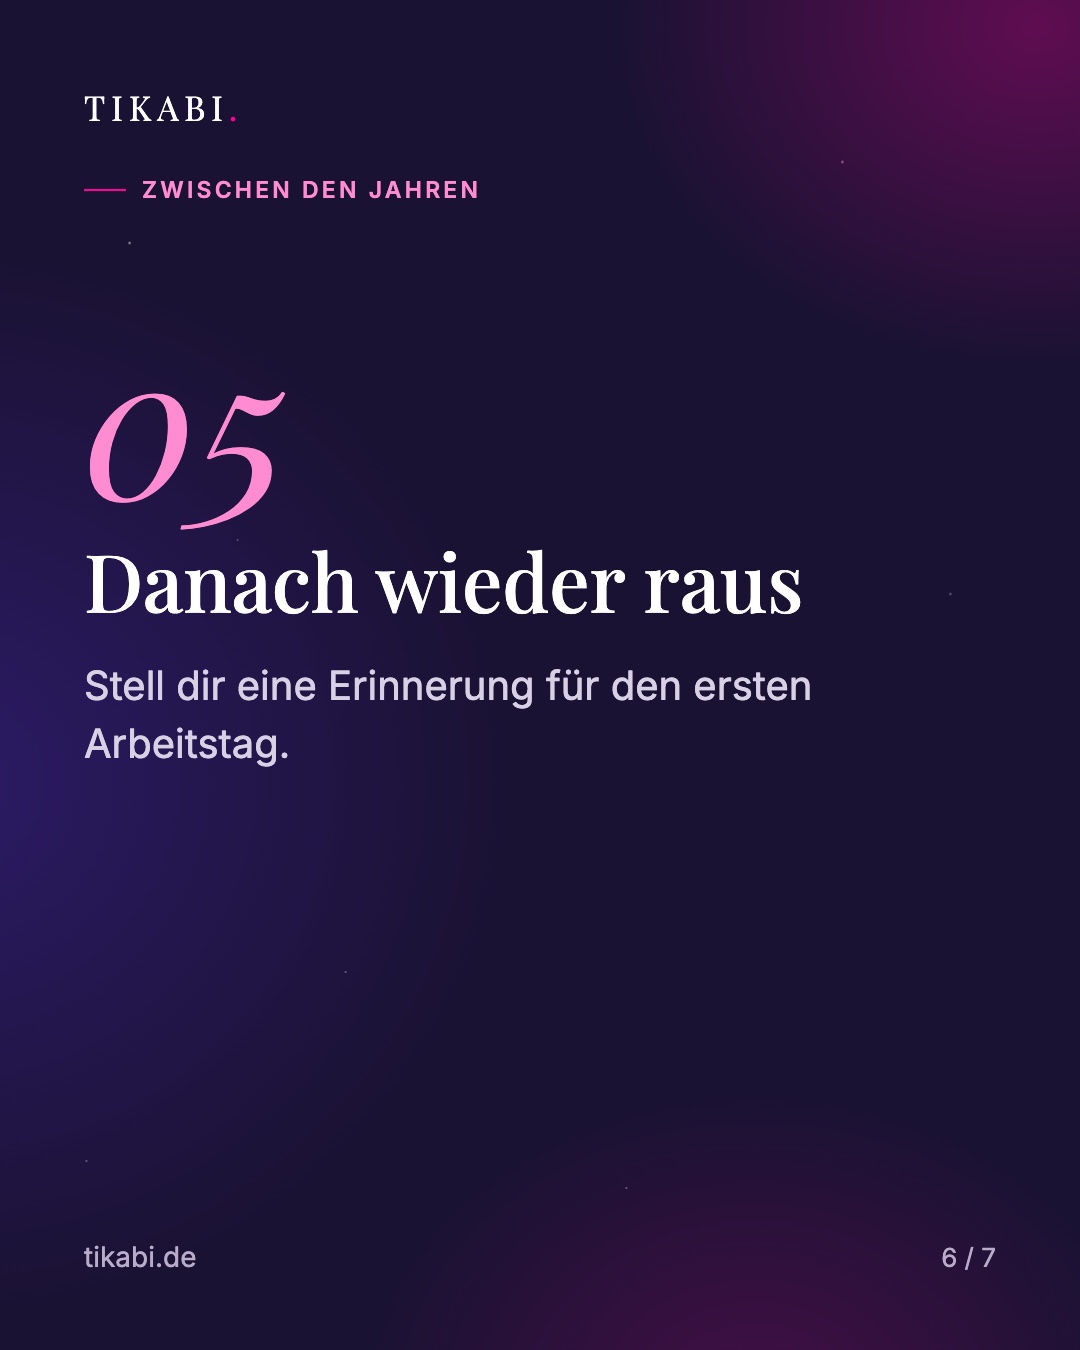 TIKABI.
ZWISCHEN DEN JAHREN
05
Danach wieder raus
Stell dir eine Erinnerung für den ersten
Arbeitstag.
tikabi.de
6 / 7